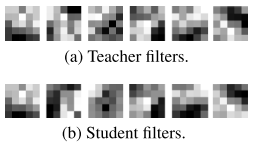 (a) Teacher filters.
(b) Student filters.